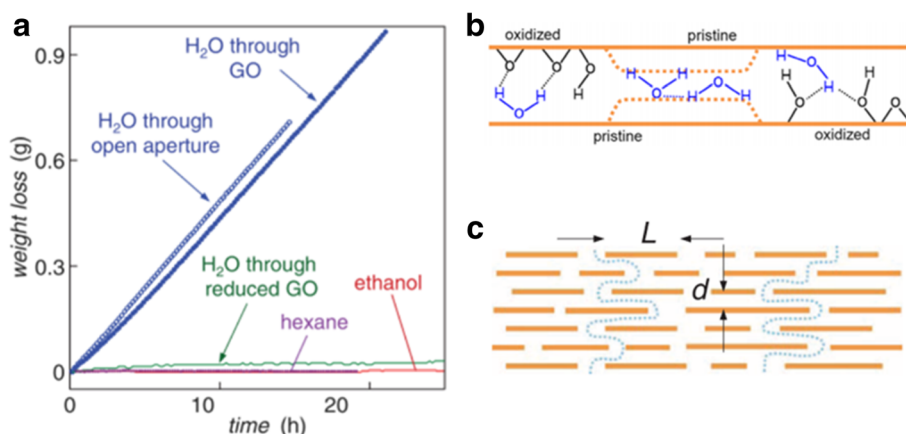 a
0.9
0.6
0.3
0
weight loss (g)
H₂O through
GO
H₂O through
open aperture
H₂O through
reduced GO
ethanol
hexane
0
10
20
time (h)
b
oxidized
pristine
O
O
O
H
H
H
O
H
H
O
H
H
O
H
H
O
H
H
O
H
O
O
pristine
oxidized
c
L
d